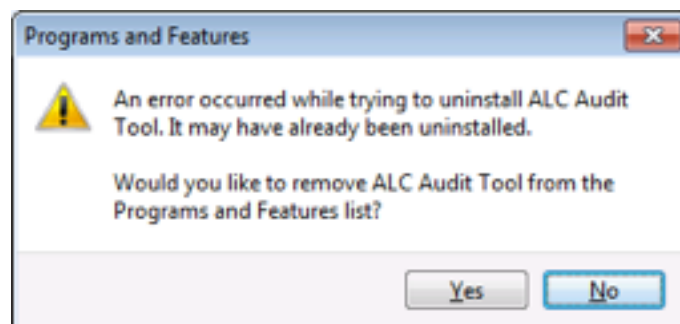 Programs and Features
An error occurred while trying to uninstall ALC Audit
Tool. It may have already been uninstalled.
Would you like to remove ALC Audit Tool from the
Programs and Features list?
Yes
No